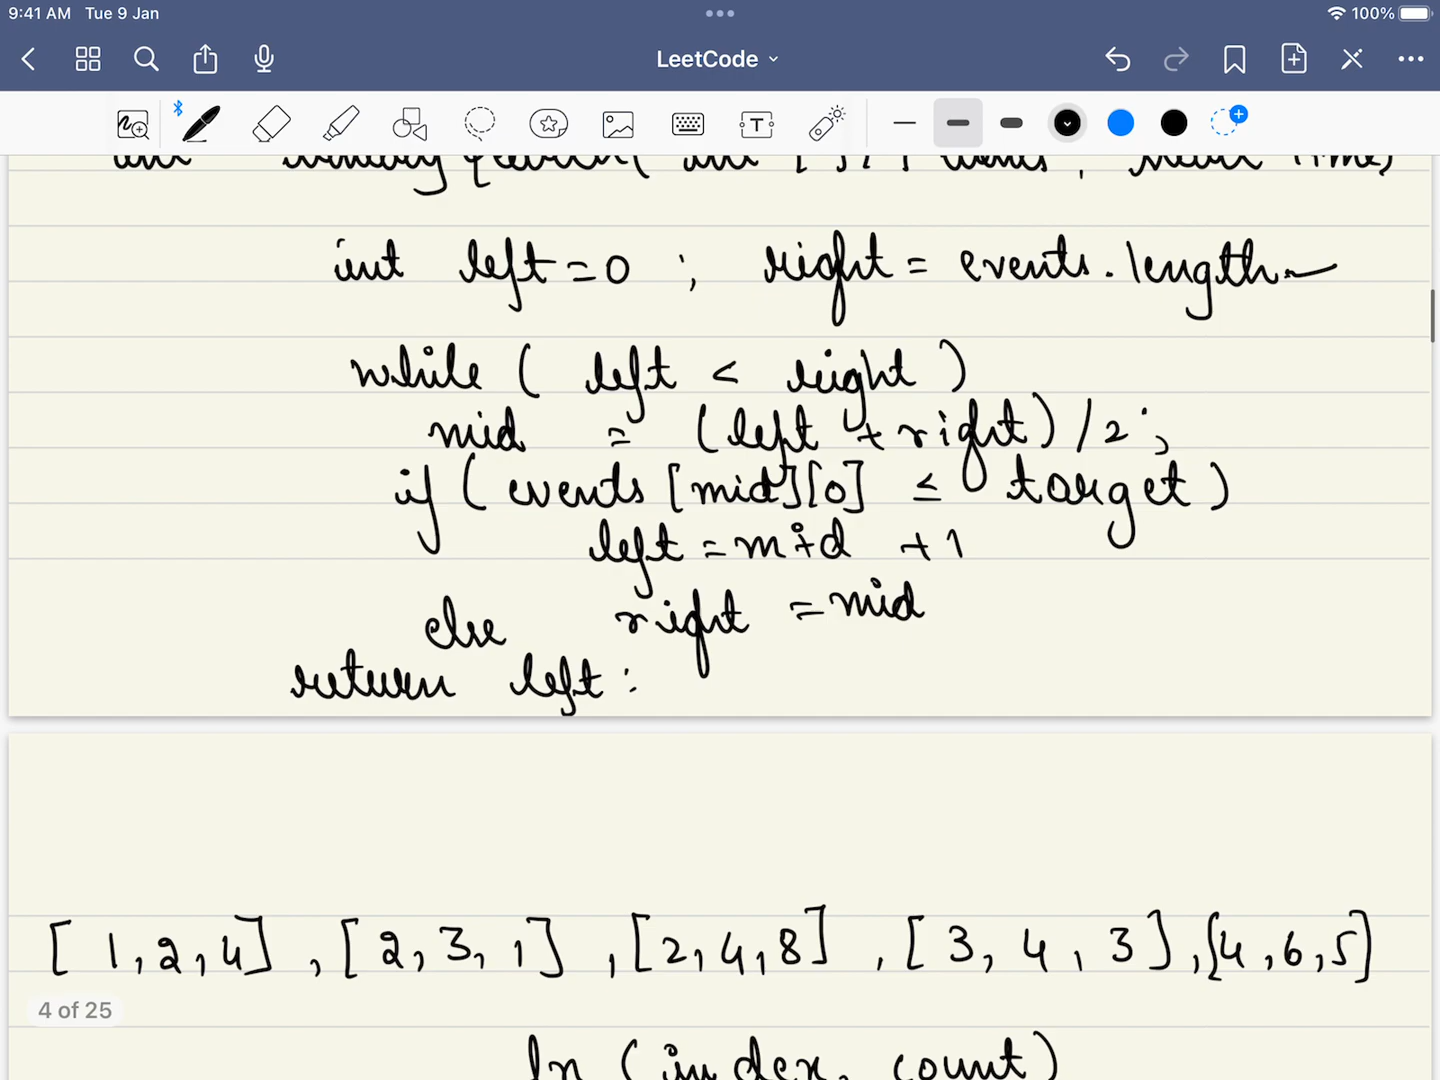 9:41 AM Tue 9 Jan
100%
LeetCode
T
int left = 0 ; right = events.length
while ( left < right )
mid = (left + right) / 2 ;
if ( events [mid][0] ≤ target )
left = mid + 1
else right = mid
return left :
[ 1, 2, 4] , [ 2, 3, 1] , [2, 4, 8] , [ 3, 4 , 3 ] , [4 , 6 , 5]
4 of 25
fn ( index, count )